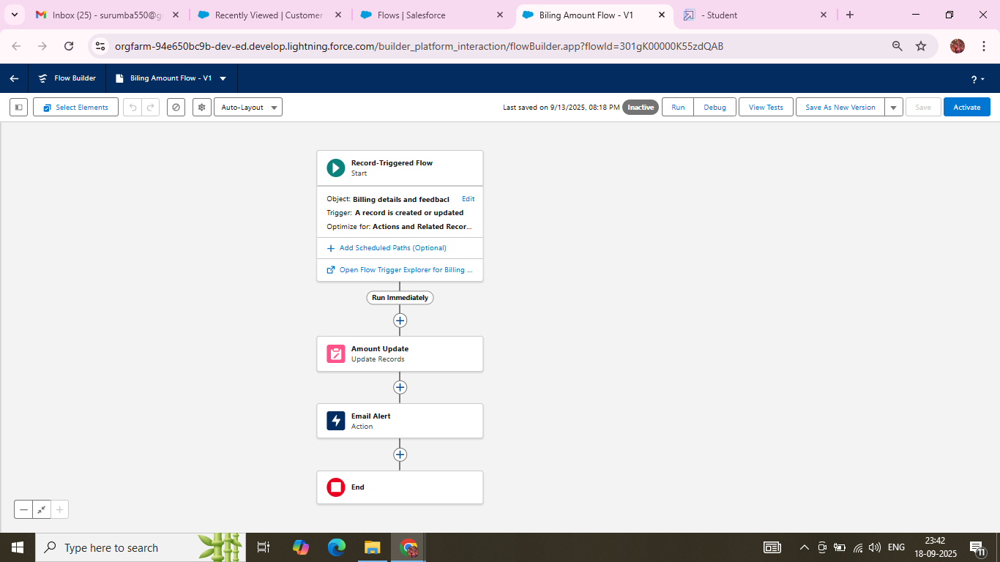 Inbox (25) - surumba550@g
Recently Viewed | Customer
Flows | Salesforce
Biling Amount Flow - V1
- Student
orgfarm-94e650bc9b-dev-ed.develop.lightning.force.com/builder_platform_interaction/flowBuilder.app?flowId=301gK00000K55zdQAB
Flow Builder
Biling Amount Flow - V1
?
Select Elements
Auto-Layout
Last saved on 9/13/2025, 08:18 PM
Inactive
Run
Debug
View Tests
Save As New Version
Save
Activate
Record-Triggered Flow
Start
Object: Billing details and feedback
Edit
Trigger: A record is created or updated
Optimize for: Actions and Related Recor...
Add Scheduled Paths (Optional)
Open Flow Trigger Explorer for Billing ...
Run Immediately
Amount Update
Update Records
Email Alert
Action
End
Type here to search
ENG
23:42
18-09-2025
11